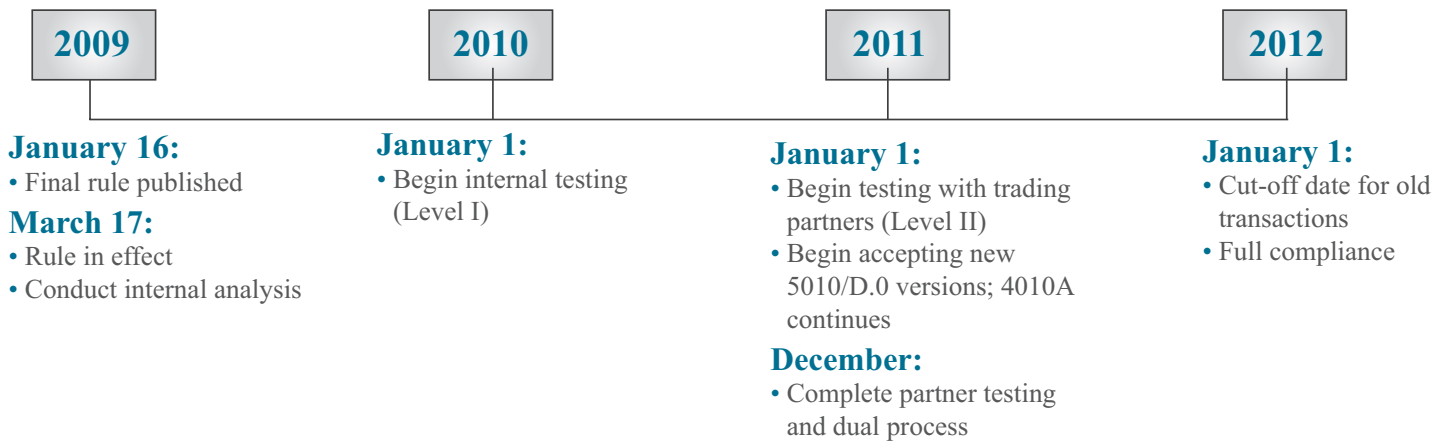 2009
January 16:
• Final rule published
March 17:
• Rule in effect
• Conduct internal analysis
2010
January 1:
• Begin internal testing
(Level I)
2011
January 1:
• Begin testing with trading
partners (Level II)
• Begin accepting new
5010/D.0 versions; 4010A
continues
December:
• Complete partner testing
and dual process
2012
January 1:
• Cut-off date for old
transactions
• Full compliance